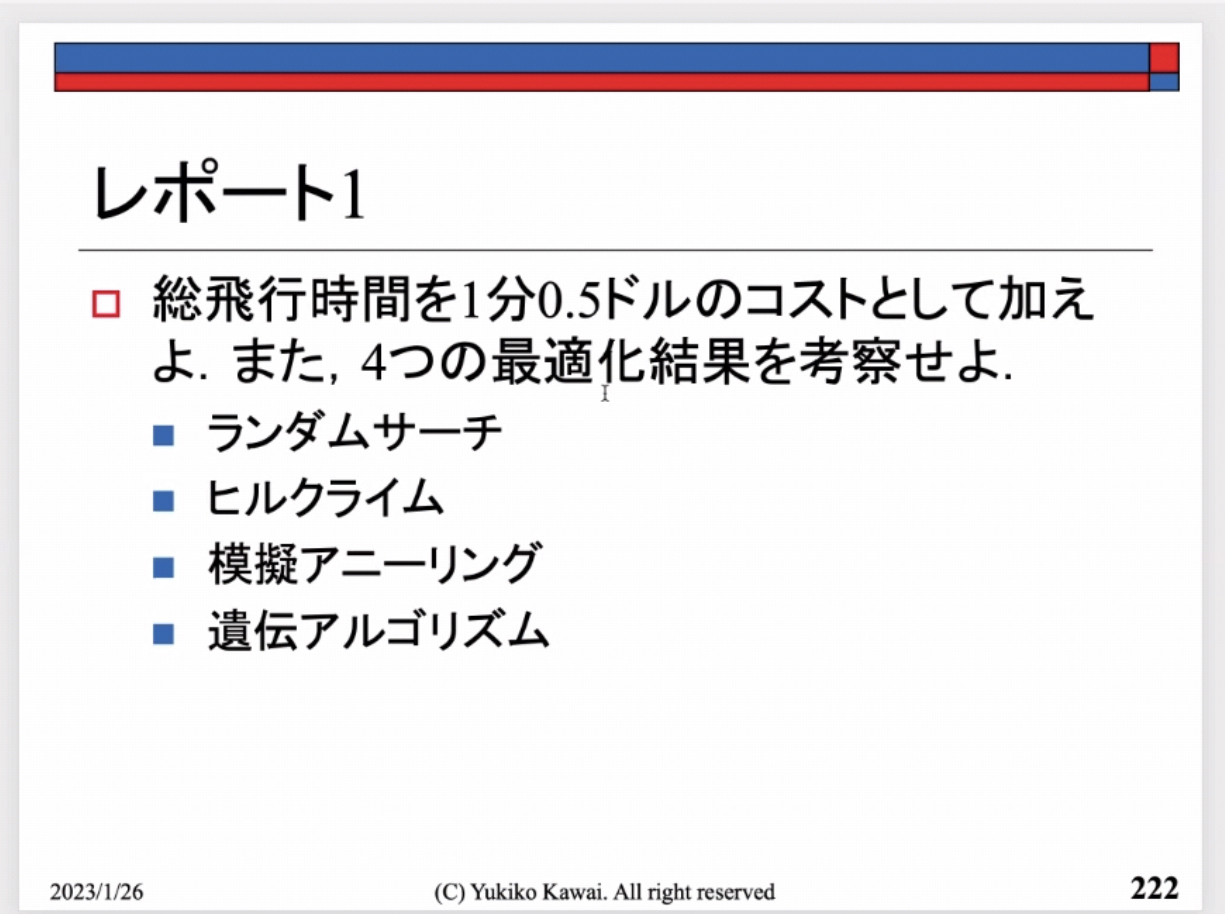 レポート1
総飛行時間を1分0.5ドルのコストとして加え
よ. また, 4つの最適化結果を考察せよ.
ランダムサーチ
ヒルクライム
模擬アニーリング
遺伝アルゴリズム
2023/1/26
(C) Yukiko Kawai. All right reserved
222